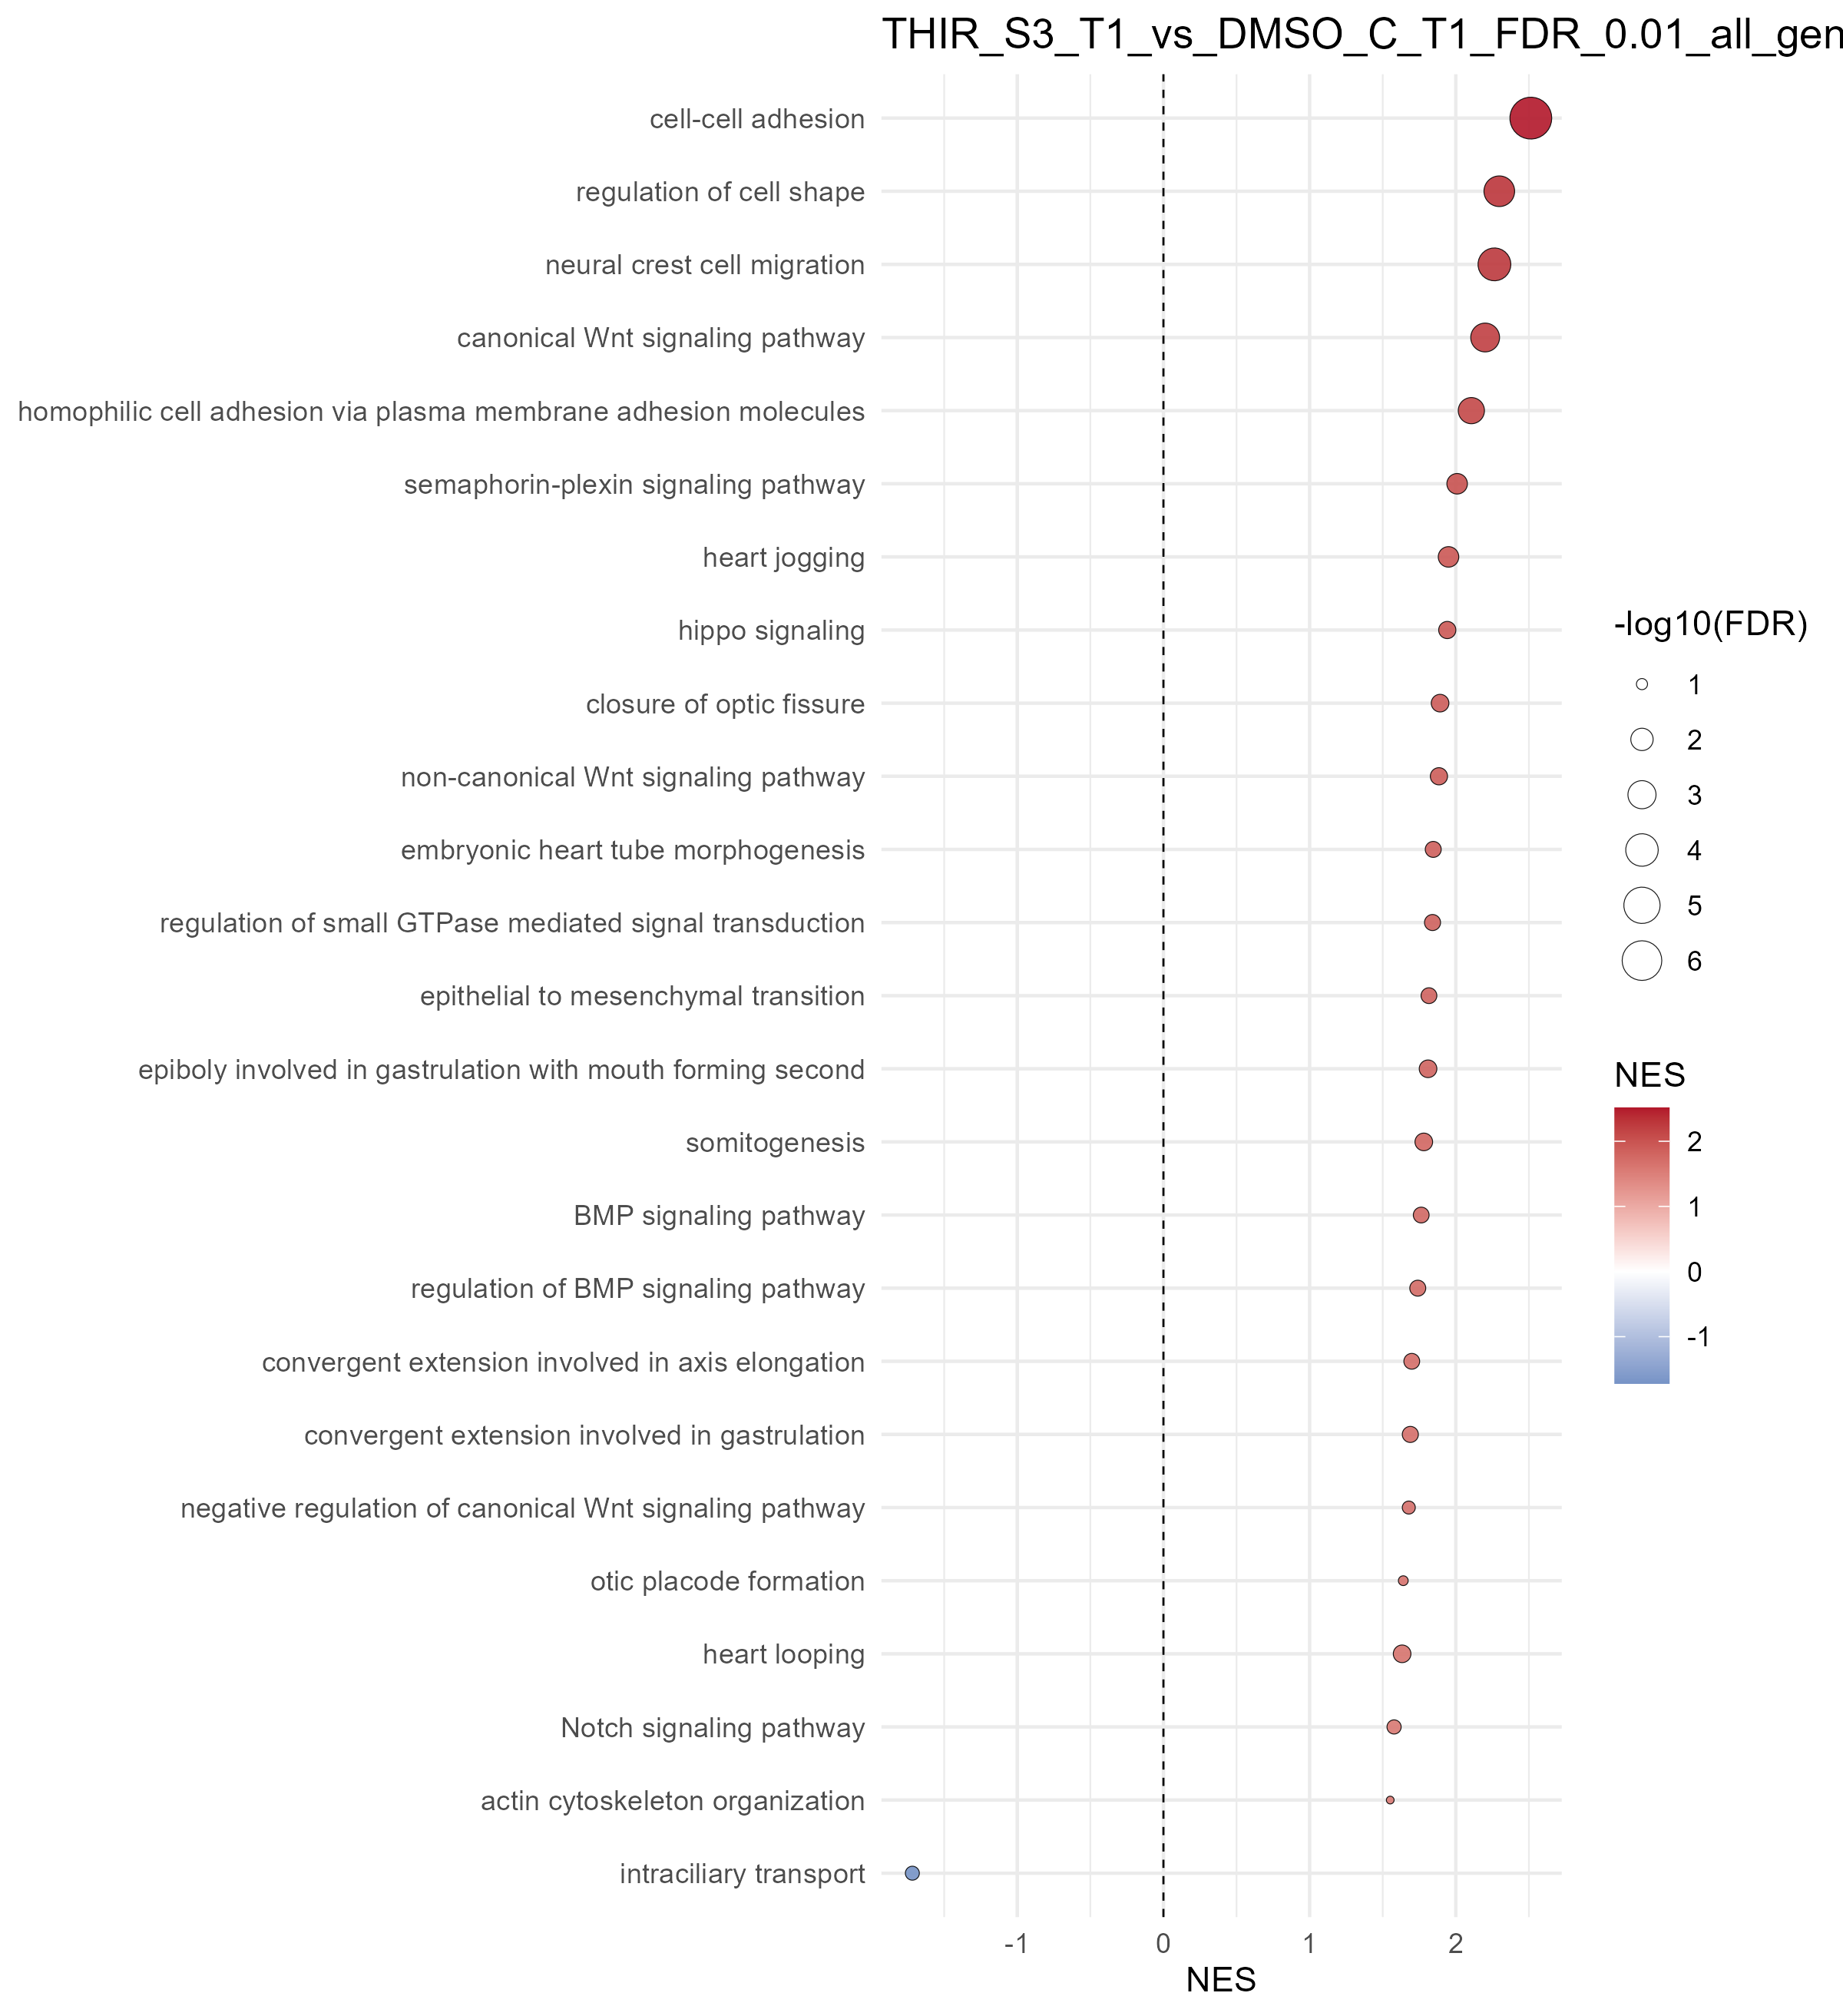 THIR_S3_T1_vs_DMSO_C_T1_FDR_0.01_all_gen
cell-cell adhesion
regulation of cell shape
neural crest cell migration
canonical Wnt signaling pathway
homophilic cell adhesion via plasma membrane adhesion molecules
semaphorin-plexin signaling pathway
heart jogging
hippo signaling
closure of optic fissure
non-canonical Wnt signaling pathway
embryonic heart tube morphogenesis
regulation of small GTPase mediated signal transduction
epithelial to mesenchymal transition
epiboly involved in gastrulation with mouth forming second
somitogenesis
BMP signaling pathway
regulation of BMP signaling pathway
convergent extension involved in axis elongation
convergent extension involved in gastrulation
negative regulation of canonical Wnt signaling pathway
otic placode formation
heart looping
Notch signaling pathway
actin cytoskeleton organization
intraciliary transport
-1 0 1 2
NES
-log10(FDR)
1
2
3
4
5
6
NES
2
1
0
-1